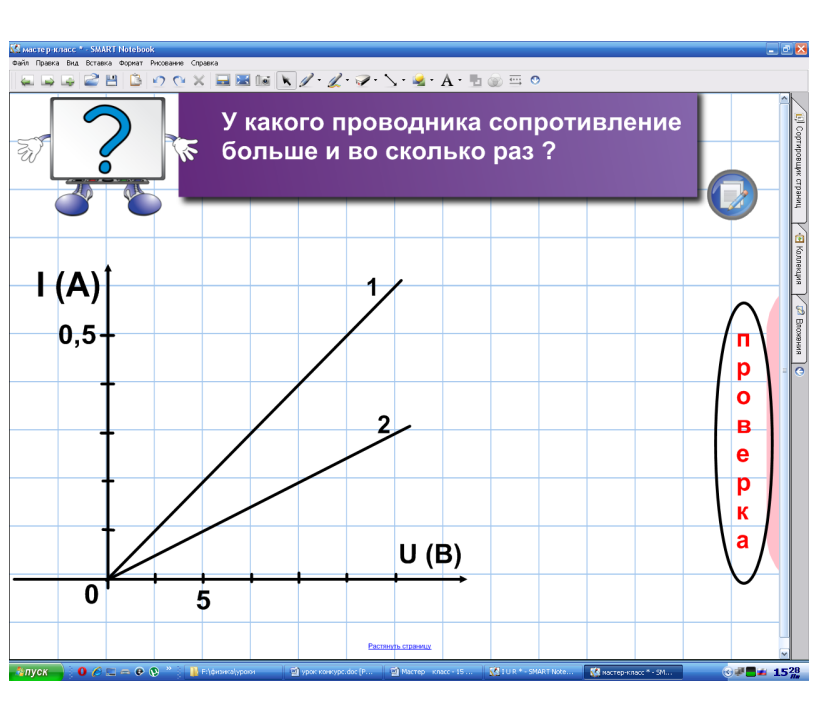 мастер-класс * - SMART Notebook
Файл Правка Вид Вставка Формат Рисование Справка
У какого проводника сопротивление
больше и во сколько раз ?
I (A)
1
0,5
2
U (B)
0
5
проверка
Сортировщик страниц
Коллекция
Вложения
Растянуть страницу
пуск
F:\физика\уроки
урок конкурс.doc [Р...
Мастер класс - 15 ...
I U R * - SMART Note...
мастер-класс * - SM...
15 28